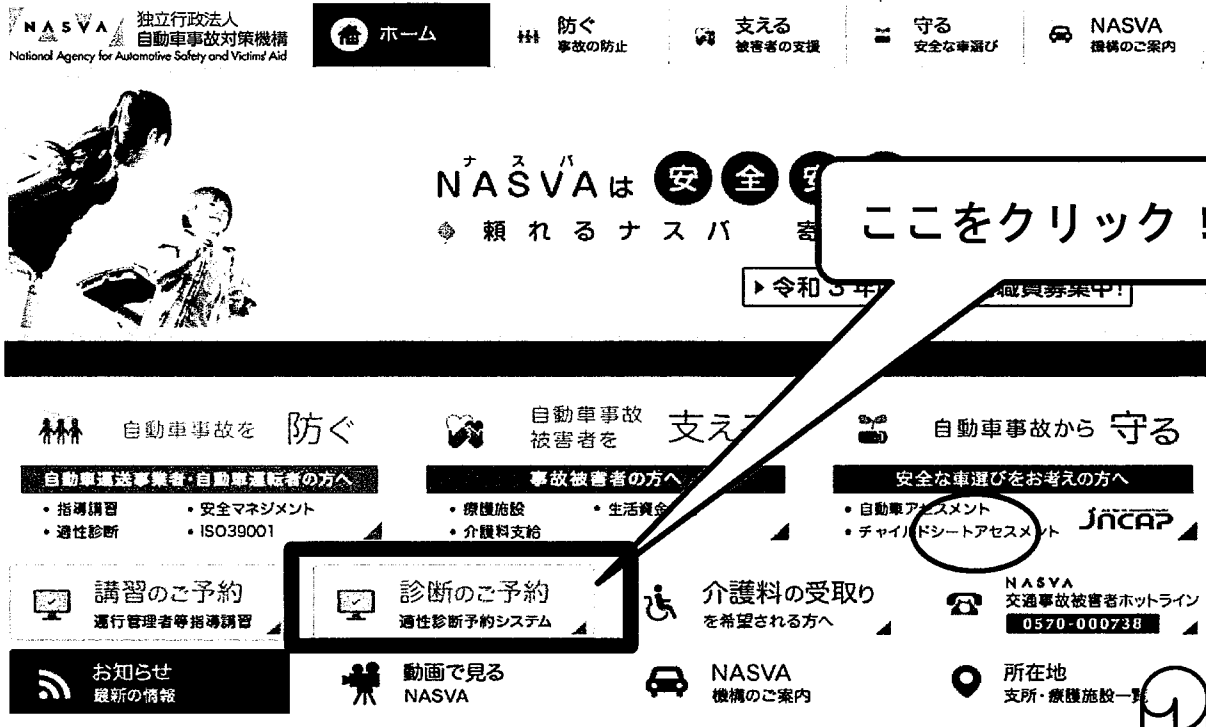 NASVA
独立行政法人
自動車事故対策機構
National Agency for Automotive Safety and Victims' Aid
ホーム
防ぐ
事故の防止
支える
被害者の支援
守る
安全な車選び
NASVA
機構のご案内
ナスバ
NASVAは 安全
頼れるナスバ 寄
ここをクリック!
令和3年 職員募集中!
自動車事故を 防ぐ
自動車運送事業者・自動車運転者の方へ
・指導講習 ・安全マネジメント
・適性診断 ・ISO39001
自動車事故
被害者を 支え
事故被害者の方へ
・療護施設 ・生活資金
・介護料支給
自動車事故から 守る
安全な車選びをお考えの方へ
・自動車アセスメント
・チャイルドシートアセスメント
JNCAP
講習のご予約
運行管理者等指導講習
診断のご予約
適性診断予約システム
介護料の受取り
を希望される方へ
NASVA
交通事故被害者ホットライン
0570-000738
お知らせ
最新の情報
動画で見る
NASVA
NASVA
機構のご案内
所在地
支所・療護施設一覧